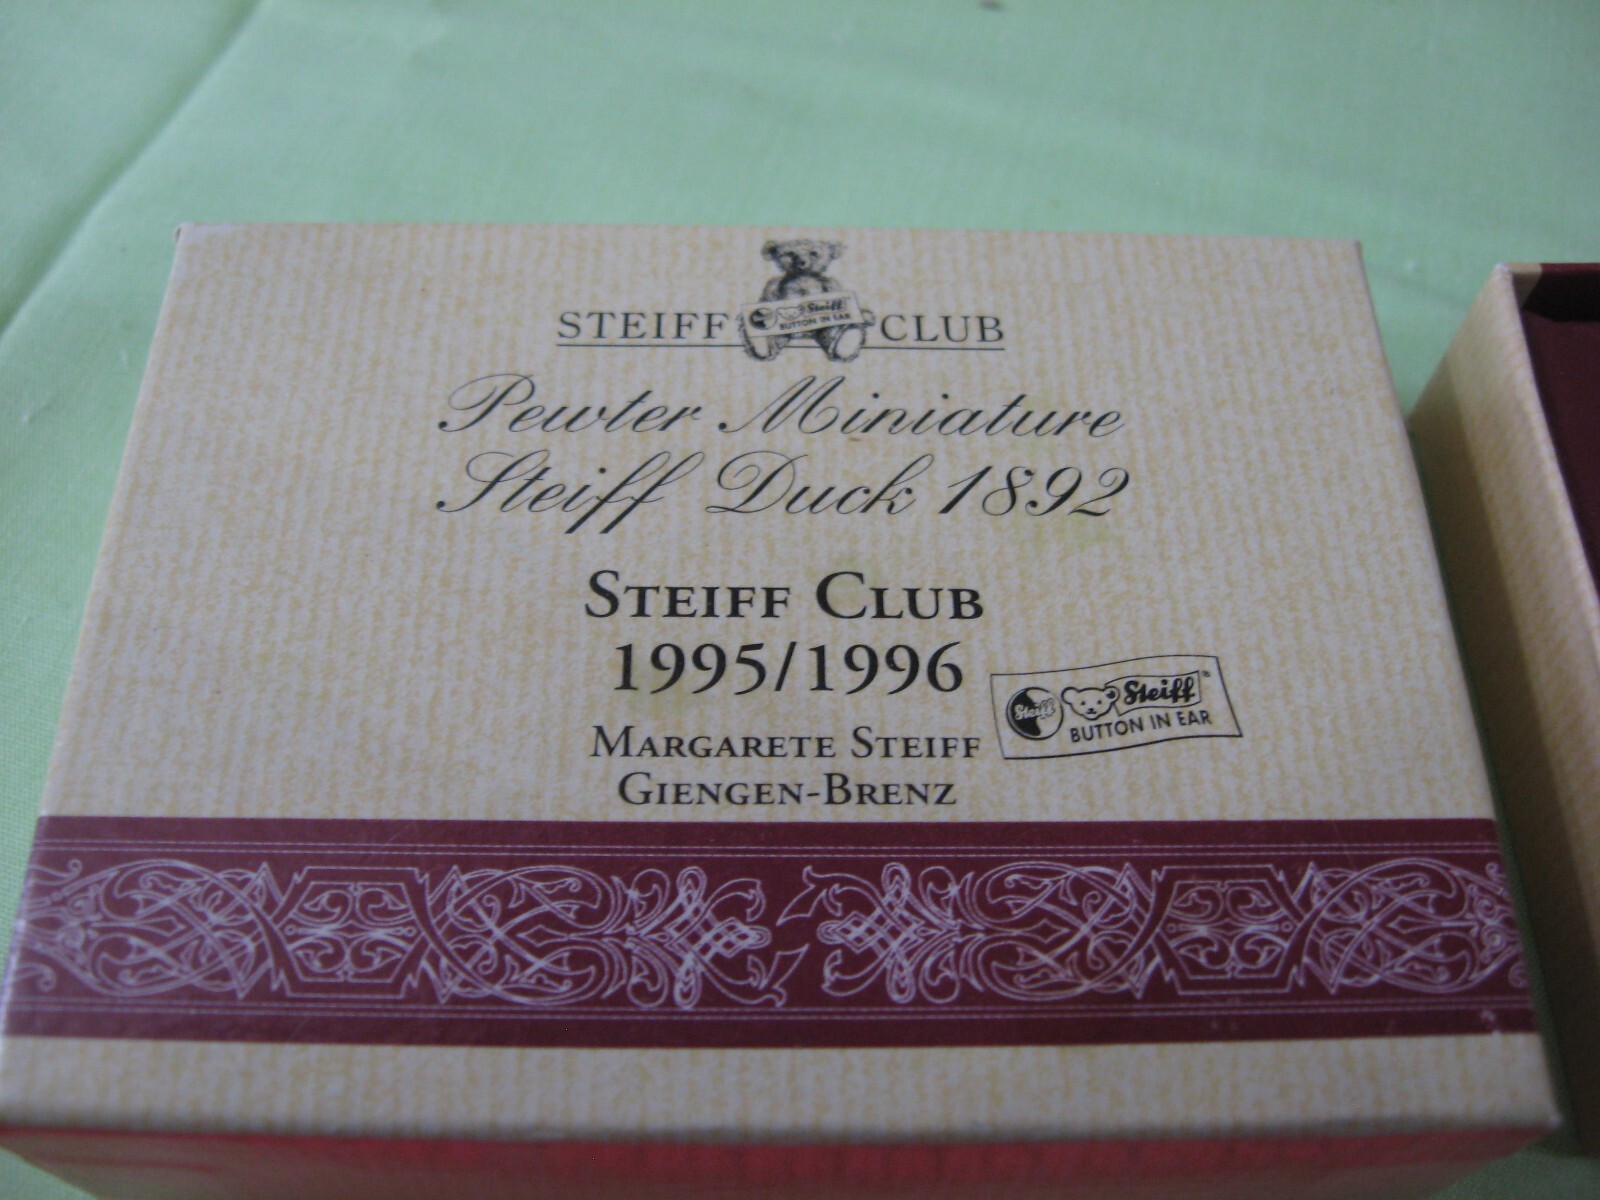 STEIFF CLUB
Steiff
BUTTON IN EAR
Pewter Miniature
Steiff Duck 1892
STEIFF CLUB
1995/1996
MARGARETE STEIFF
GIENGEN-BRENZ
Steiff Steiff®
BUTTON IN EAR